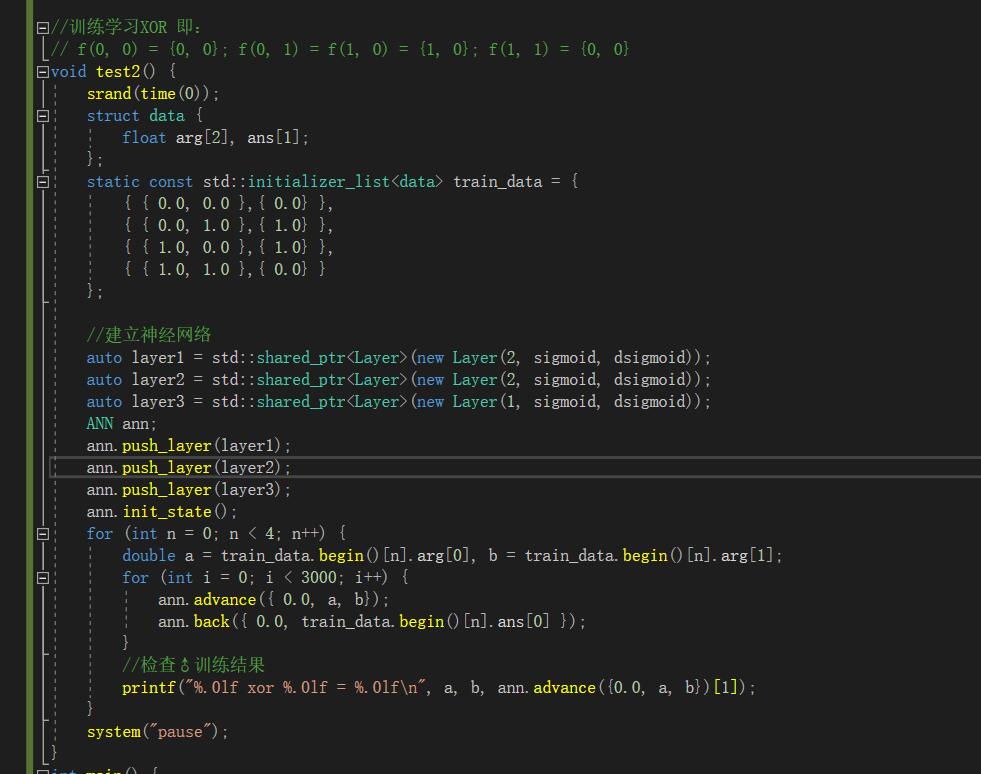 //训练学习XOR 即:
// f(0, 0) = {0, 0}; f(0, 1) = f(1, 0) = {1, 0}; f(1, 1) = {0, 0}
void test2() {
srand(time(0));
struct data {
float arg[2], ans[1];
};
static const std::initializer_list<data> train_data = {
{ { 0.0, 0.0 },{ 0.0} },
{ { 0.0, 1.0 },{ 1.0} },
{ { 1.0, 0.0 },{ 1.0} },
{ { 1.0, 1.0 },{ 0.0} }
};
//建立神经网络
auto layer1 = std::shared_ptr<Layer>(new Layer(2, sigmoid, dsigmoid));
auto layer2 = std::shared_ptr<Layer>(new Layer(2, sigmoid, dsigmoid));
auto layer3 = std::shared_ptr<Layer>(new Layer(1, sigmoid, dsigmoid));
ANN ann;
ann.push_layer(layer1);
ann.push_layer(layer2);
ann.push_layer(layer3);
ann.init_state();
for (int n = 0; n < 4; n++) {
double a = train_data.begin()[n].arg[0], b = train_data.begin()[n].arg[1];
for (int i = 0; i < 3000; i++) {
ann.advance({ 0.0, a, b});
ann.back({ 0.0, train_data.begin()[n].ans[0] });
}
//检查♂训练结果
printf("%.0lf xor %.0lf = %.0lf\n", a, b, ann.advance({0.0, a, b})[1]);
}
system("pause");
}
int main() {